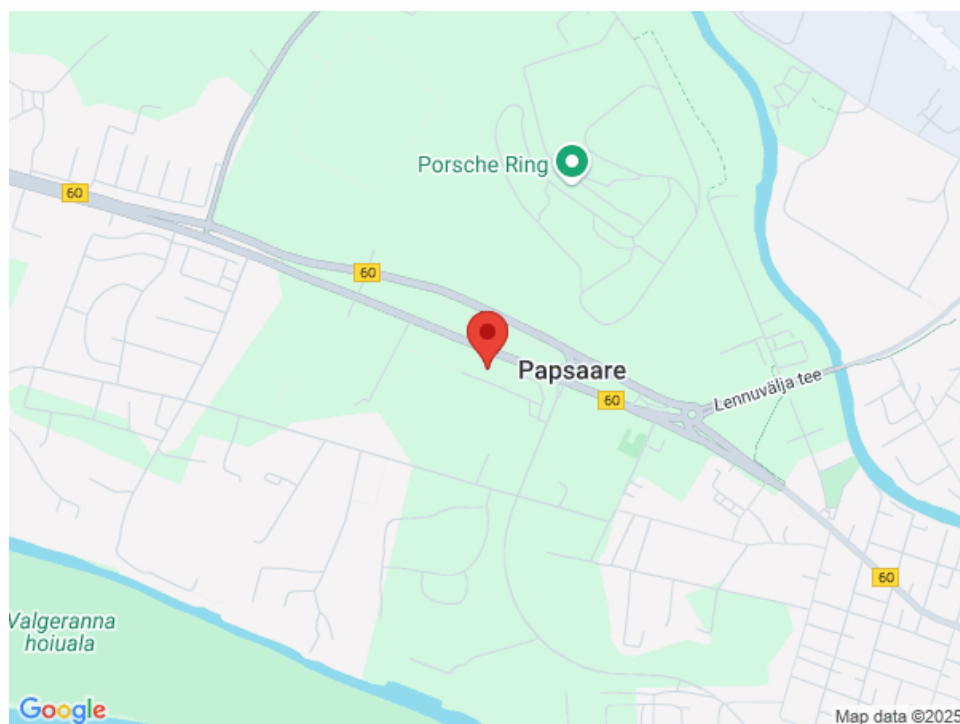 Porsche Ring
60
60
Papsaare
Lennuvälja tee
60
60
Valgeranna
hoiuala
Google
Map data ©2025